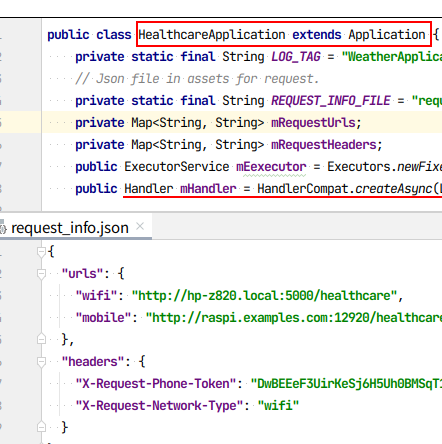 public class HealthcareApplication extends Application {
private static final String LOG_TAG = "WeatherApplica
// Json file in assets for request.
private static final String REQUEST_INFO_FILE = "requ
private Map<String, String> mRequestUrls;
private Map<String, String> mRequestHeaders;
public ExecutorService mEexecutor = Executors.newFixe
public Handler mHandler = HandlerCompat.createAsync(L
request_info.json ×
{
"urls": {
"wifi": "http://hp-z820.local:5000/healthcare",
"mobile": "http://raspi.examples.com:12920/healthcare
},
"headers": {
"X-Request-Phone-Token": "DwBEEeF3UirKeSj6H5Uh0BMSqT1
"X-Request-Network-Type": "wifi"
}